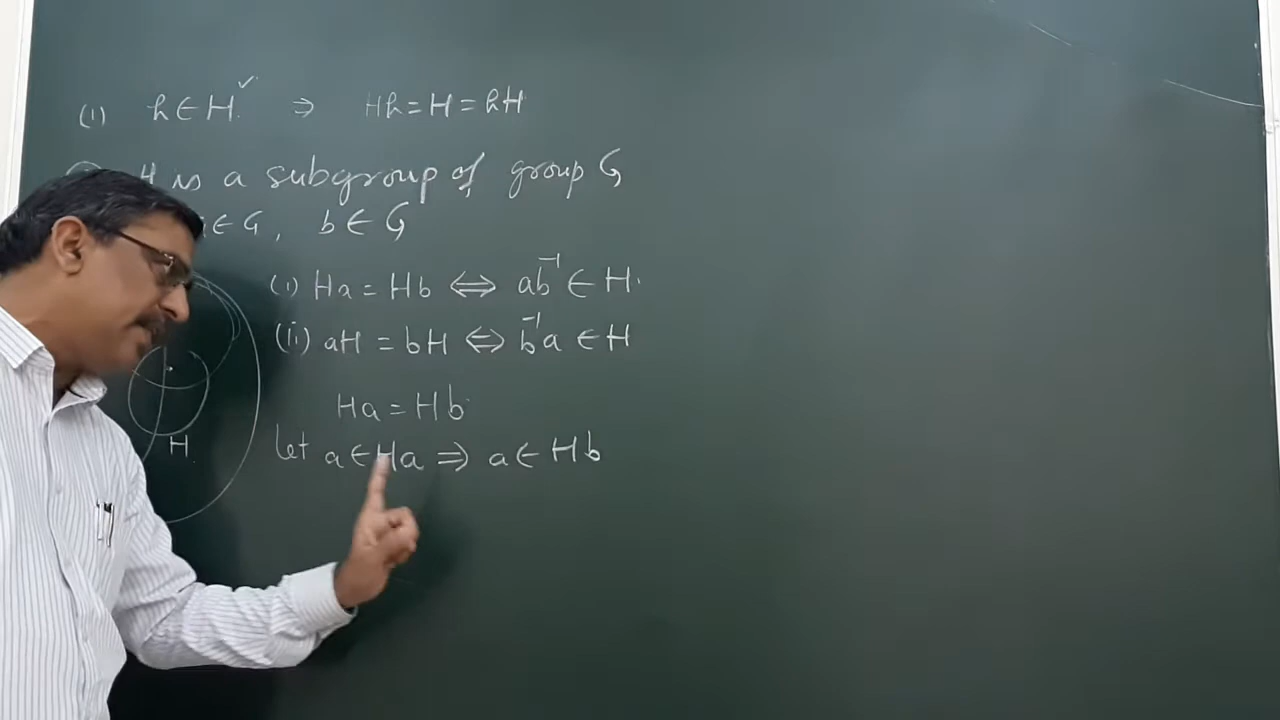 (1) h∈H ✓ ⇒ Hh = H = hH
H is a subgroup of group G
∈ G, b ∈ G
(i) Ha = Hb ⇔ ab⁻¹ ∈ H.
(ii) aH = bH ⇔ b⁻¹a ∈ H
Ha = Hb
H.
let a ∈ Ha ⇒ a ∈ Hb